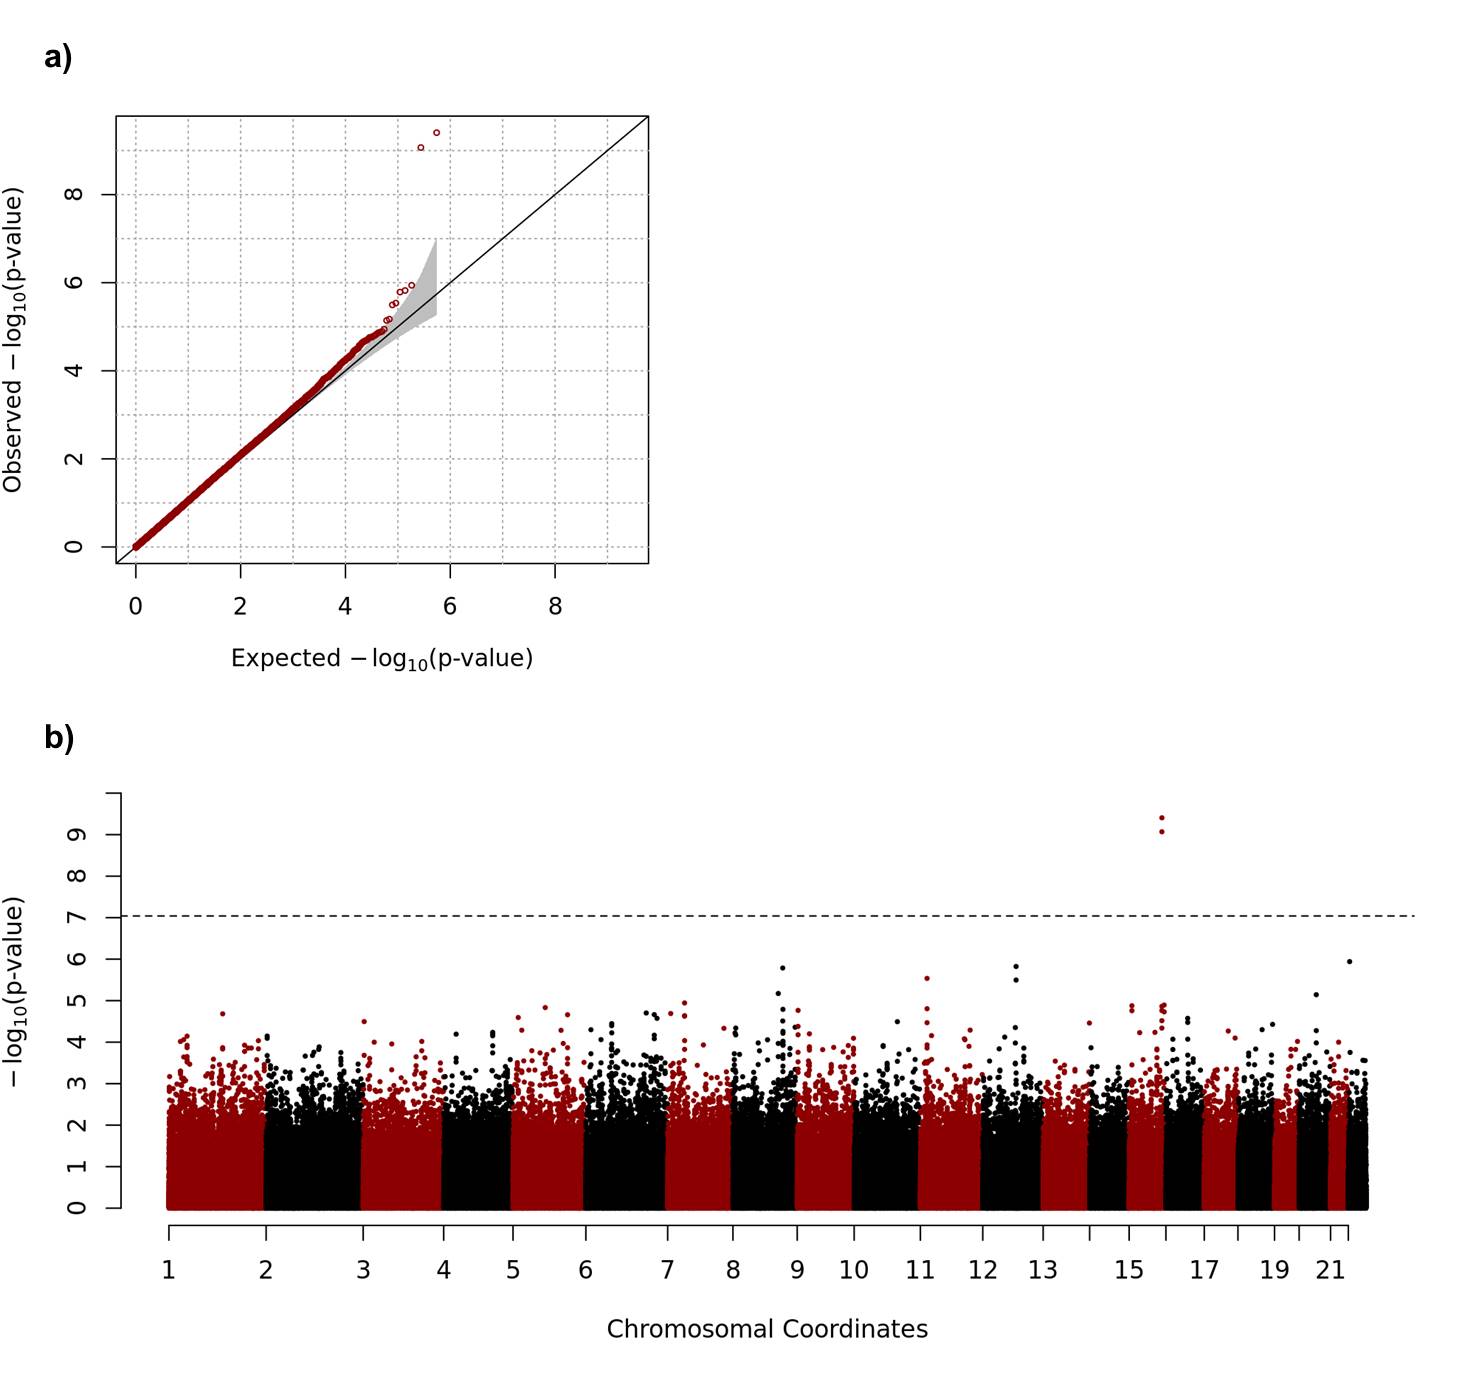 a)
8
6
4
2
0
Observed −log10(p-value)
0 2 4 6 8
Expected −log10(p-value)
b)
9
8
7
6
5
4
3
2
1
0
−log10(p-value)
1 2 3 4 5 6 7 8 9 10 11 12 13 15 17 19 21
Chromosomal Coordinates